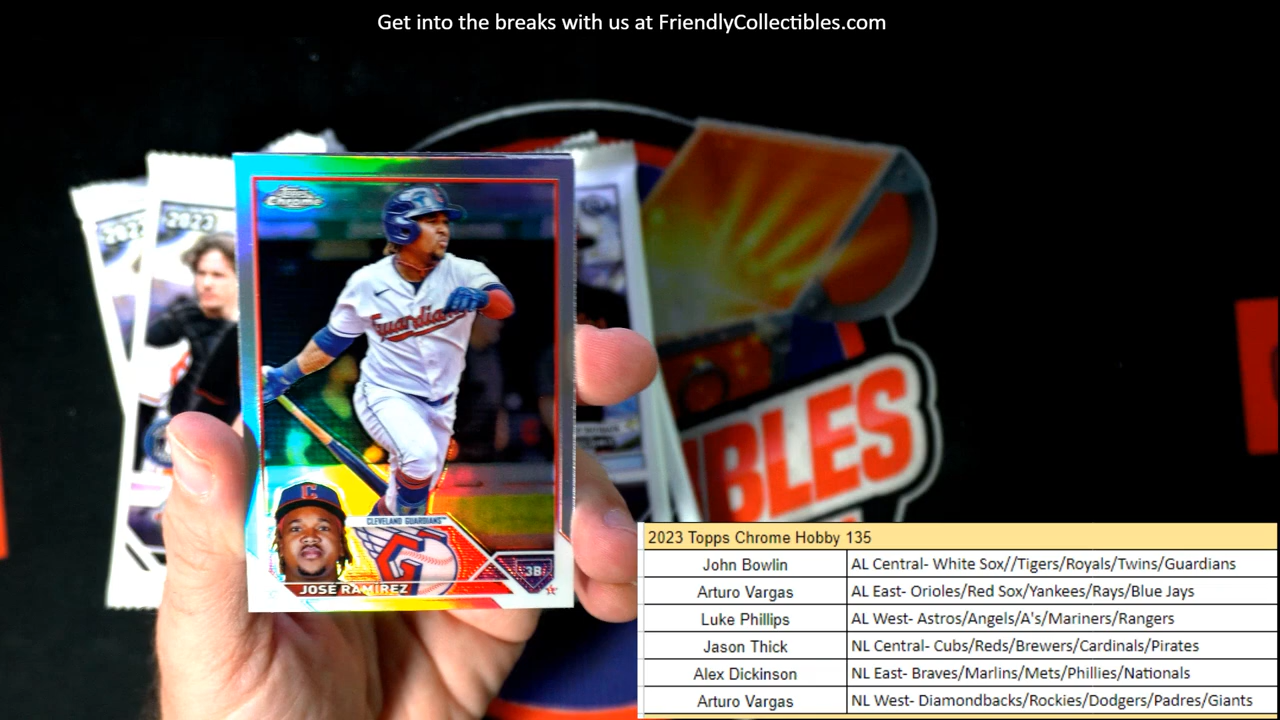 Get into the breaks with us at FriendlyCollectibles.com
2023
2023
Topps
Chrome
Guardians
C
CLEVELAND GUARDIANS™
3B
JOSE RAMIREZ
IBLES
2023 Topps Chrome Hobby 135
John Bowlin AL Central- White Sox//Tigers/Royals/Twins/Guardians
Arturo Vargas AL East- Orioles/Red Sox/Yankees/Rays/Blue Jays
Luke Phillips AL West- Astros/Angels/A's/Mariners/Rangers
Jason Thick NL Central- Cubs/Reds/Brewers/Cardinals/Pirates
Alex Dickinson NL East- Braves/Marlins/Mets/Phillies/Nationals
Arturo Vargas NL West- Diamondbacks/Rockies/Dodgers/Padres/Giants